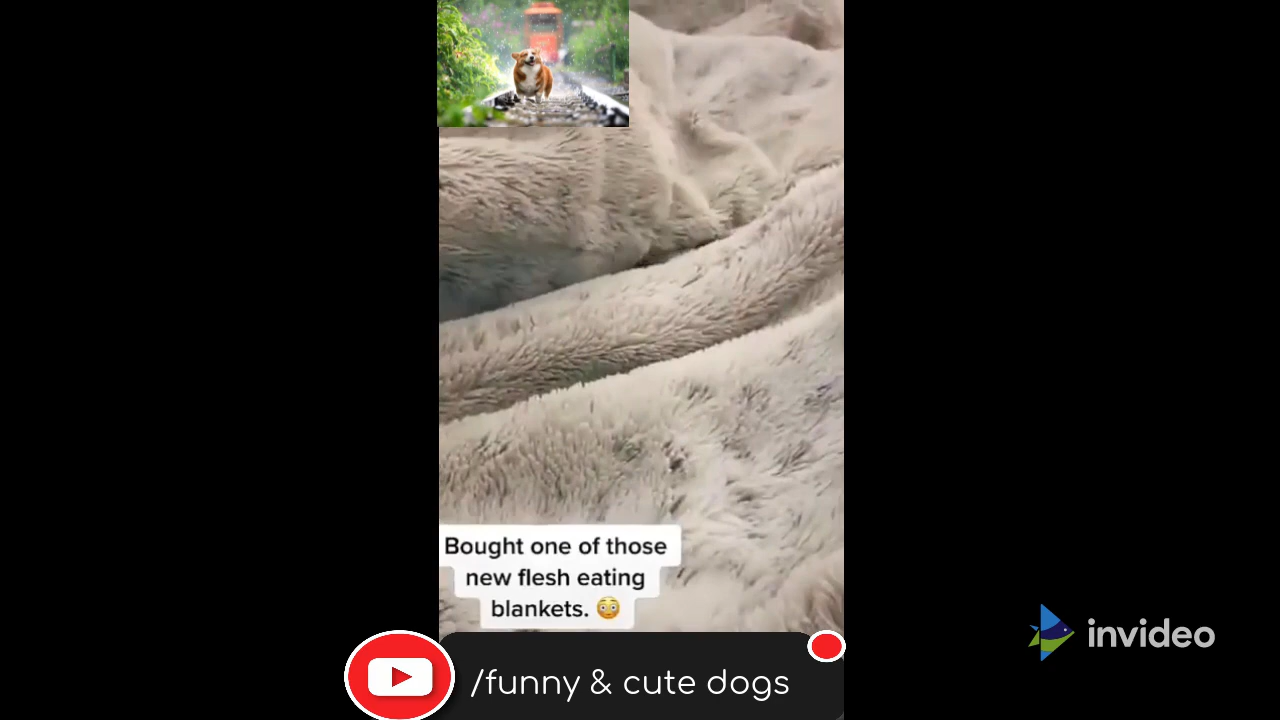 Bought one of those
new flesh eating
blankets. 😳
/funny & cute dogs
invideo